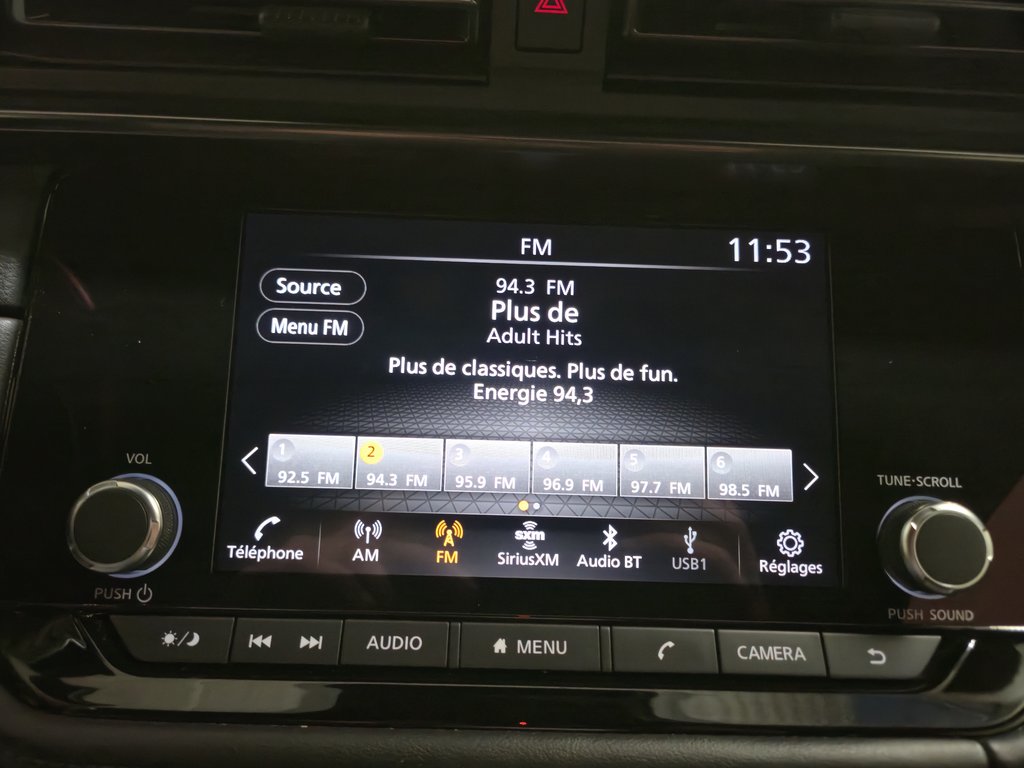 FM
11:53
Source
94.3 FM
Plus de
Menu FM
Adult Hits
Plus de classiques. Plus de fun.
Energie 94,3
1
2
3
4
5
6
92.5 FM
94.3 FM
95.9 FM
96.9 FM
97.7 FM
98.5 FM
VOL
TUNE·SCROLL
sxm
Téléphone
AM
FM
SiriusXM
Audio BT
USB1
Réglages
PUSH
PUSH SOUND
AUDIO
MENU
CAMERA